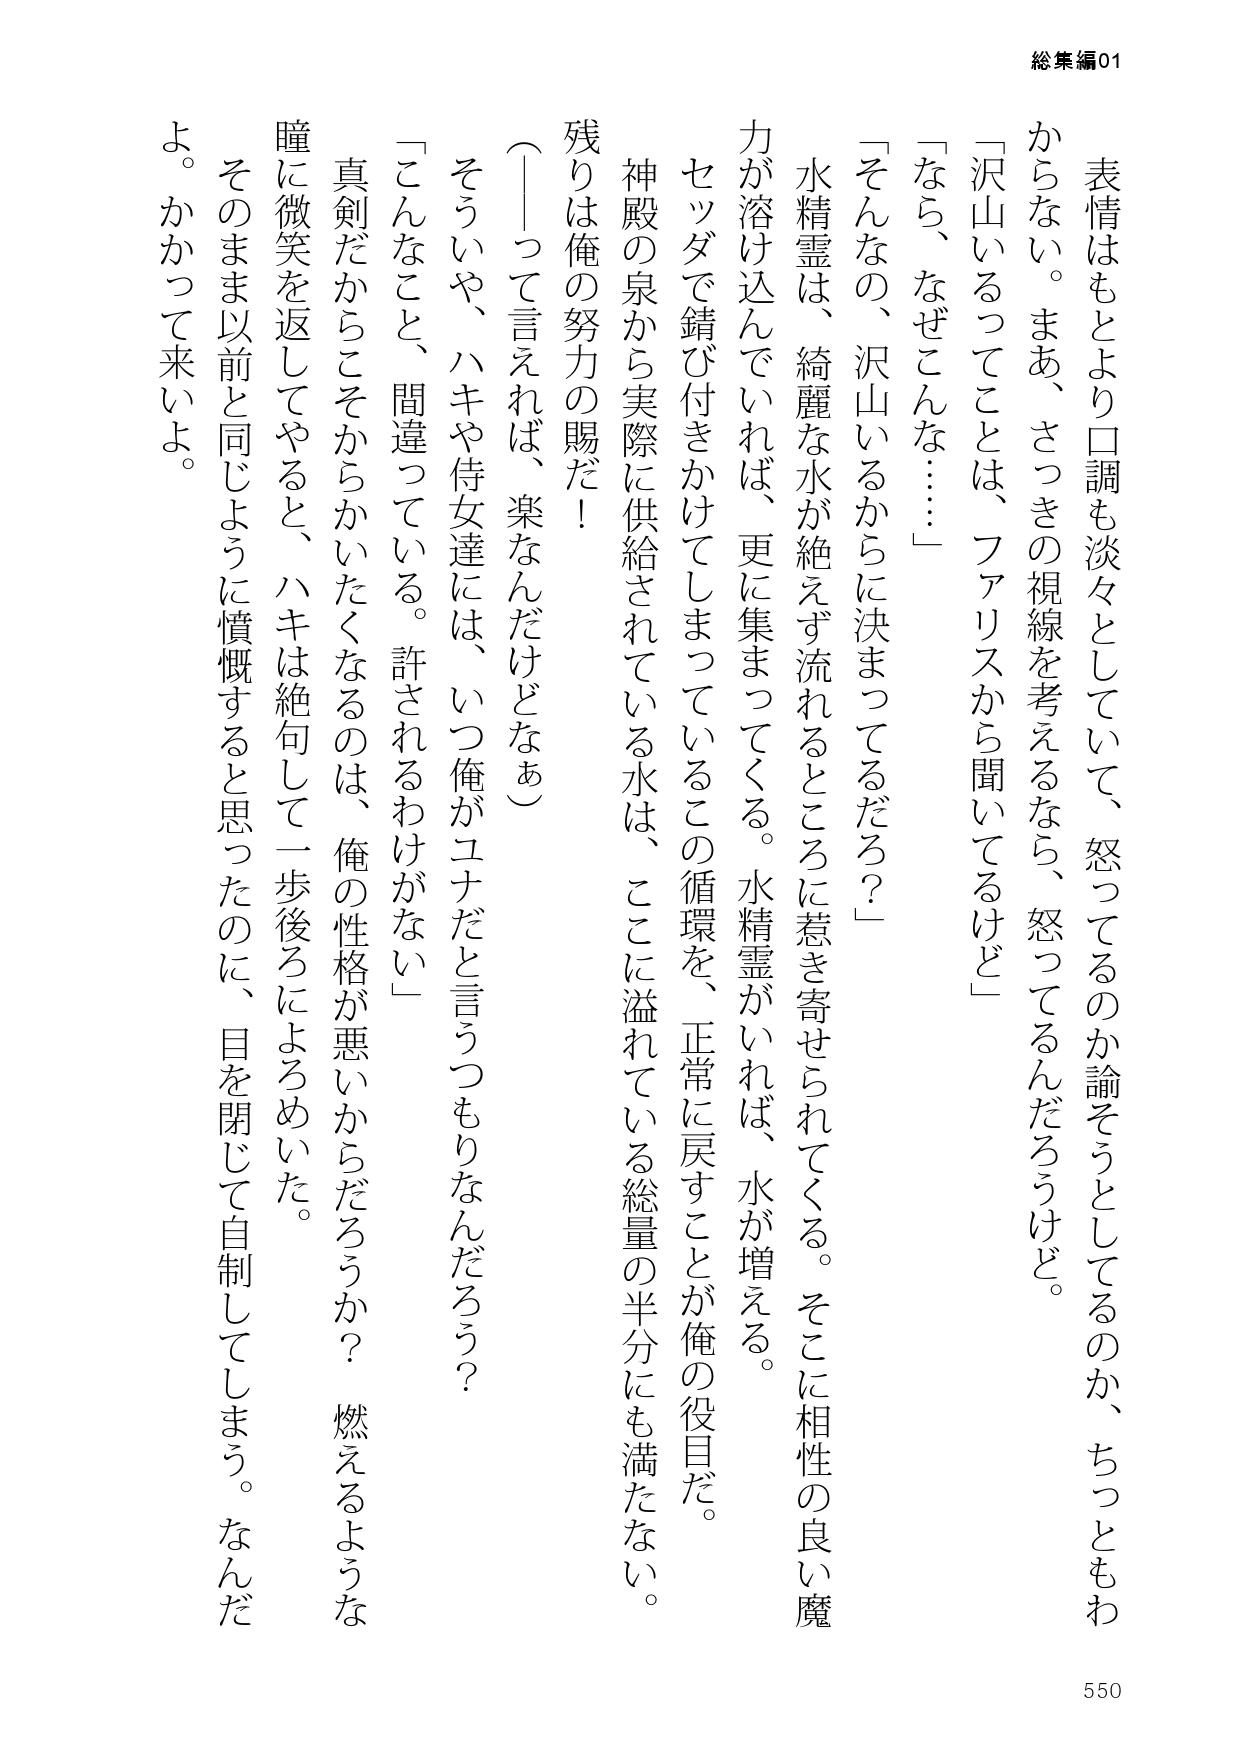 総集編01
　表情はもとより口調も淡々としていて、怒ってるのか諭そうとしてるのか、ちっともわ
からない。まあ、さっきの視線を考えるなら、怒ってるんだろうけど。
「沢山いるってことは、ファリスから聞いてるけど」
「なら、なぜこんな……」
「そんなの、沢山いるからに決まってるだろ？」
　水精霊は、綺麗な水が絶えず流れるところに惹き寄せられてくる。そこに相性の良い魔
力が溶け込んでいれば、更に集まってくる。水精霊がいれば、水が増える。
　セッダで錆び付きかけてしまっているこの循環を、正常に戻すことが俺の役目だ。
　神殿の泉から実際に供給されている水は、ここに溢れている総量の半分にも満たない。
残りは俺の努力の賜だ！
（――って言えれば、楽なんだけどなぁ）
　そういや、ハキや侍女達には、いつ俺がユナだと言うつもりなんだろう？
「こんなこと、間違っている。許されるわけがない」
　真剣だからこそからかいたくなるのは、俺の性格が悪いからだろうか？　燃えるような
瞳に微笑を返してやると、ハキは絶句して一歩後ろによろめいた。
　そのまま以前と同じように憤慨すると思ったのに、目を閉じて自制してしまう。なんだ
よ。かかって来いよ。
550